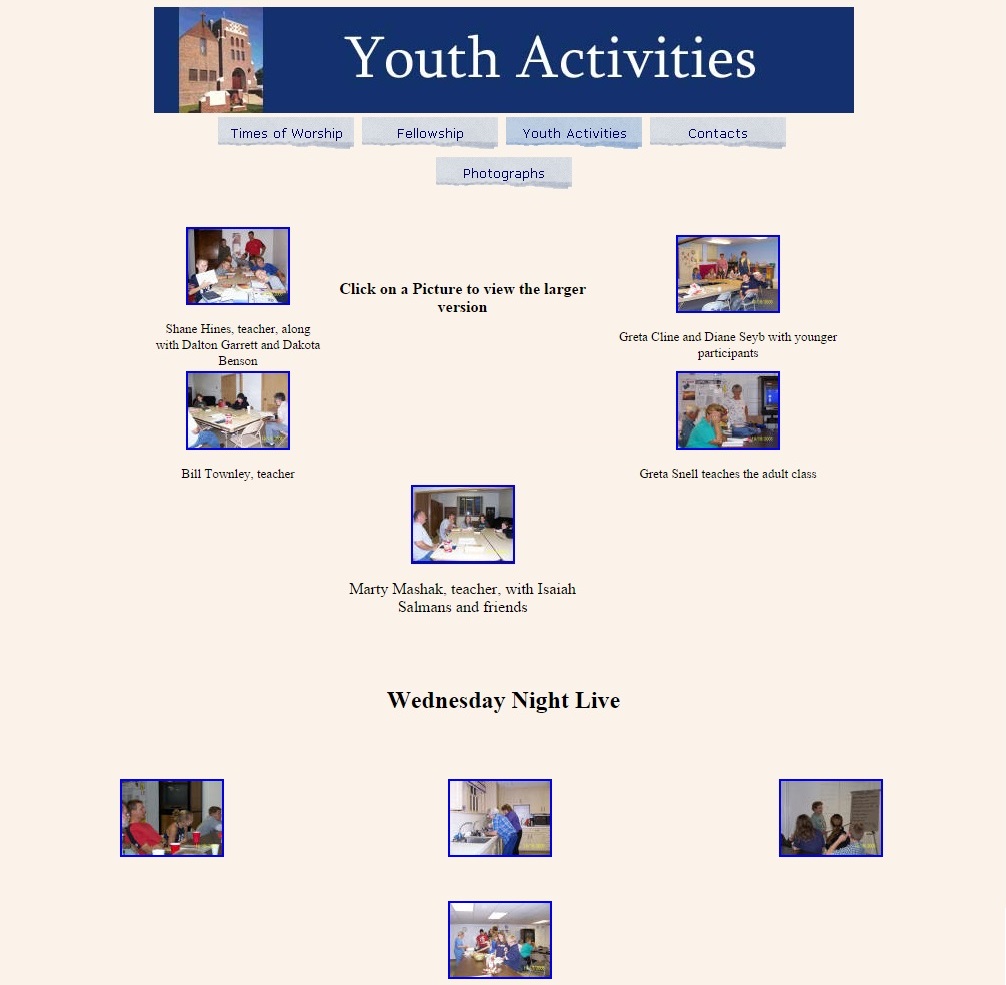 Youth Activities
Times of Worship
Fellowship
Youth Activities
Contacts
Photographs
Click on a Picture to view the larger
version
Shane Hines, teacher, along
with Dalton Garrett and Dakota
Benson
Greta Cline and Diane Seyb with younger
participants
Bill Townley, teacher
Greta Snell teaches the adult class
Marty Mashak, teacher, with Isaiah
Salmans and friends
Wednesday Night Live